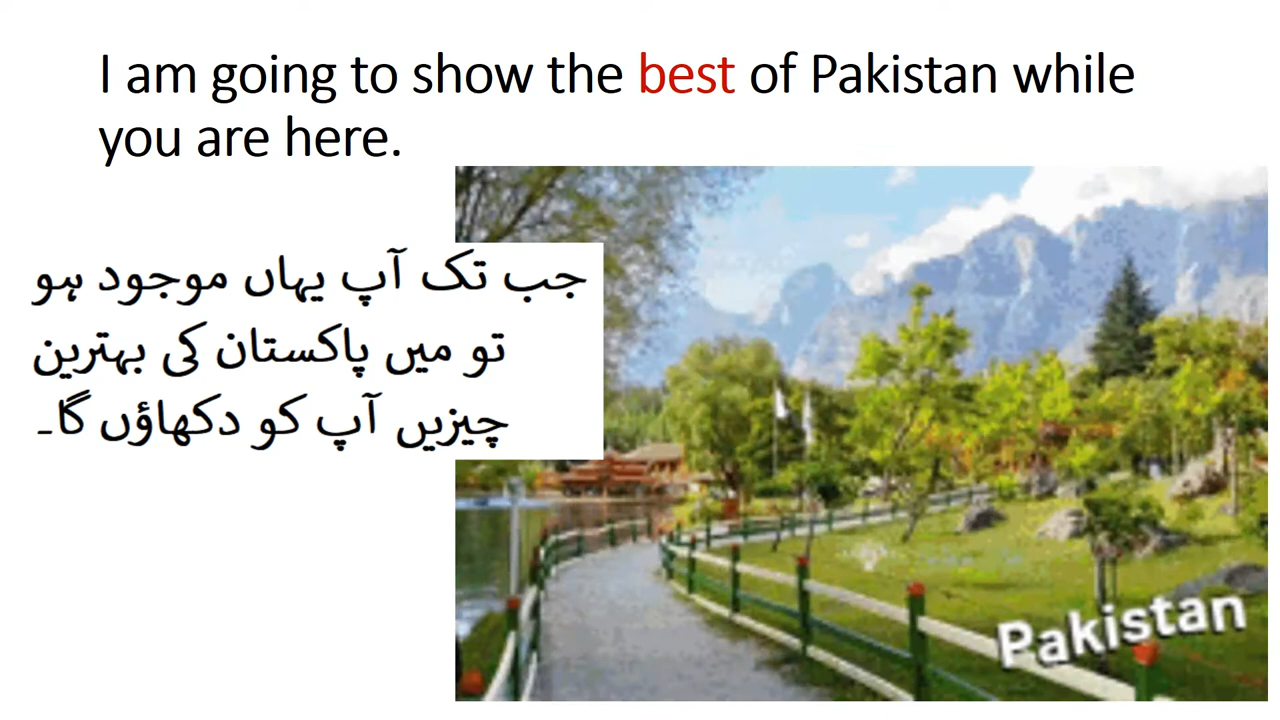 I am going to show the best of Pakistan while
you are here.
جب تک آپ یہاں موجود ہو
تو میں پاکستان کی بہترین
چیزیں آپ کو دکھاؤں گا۔
Pakistan